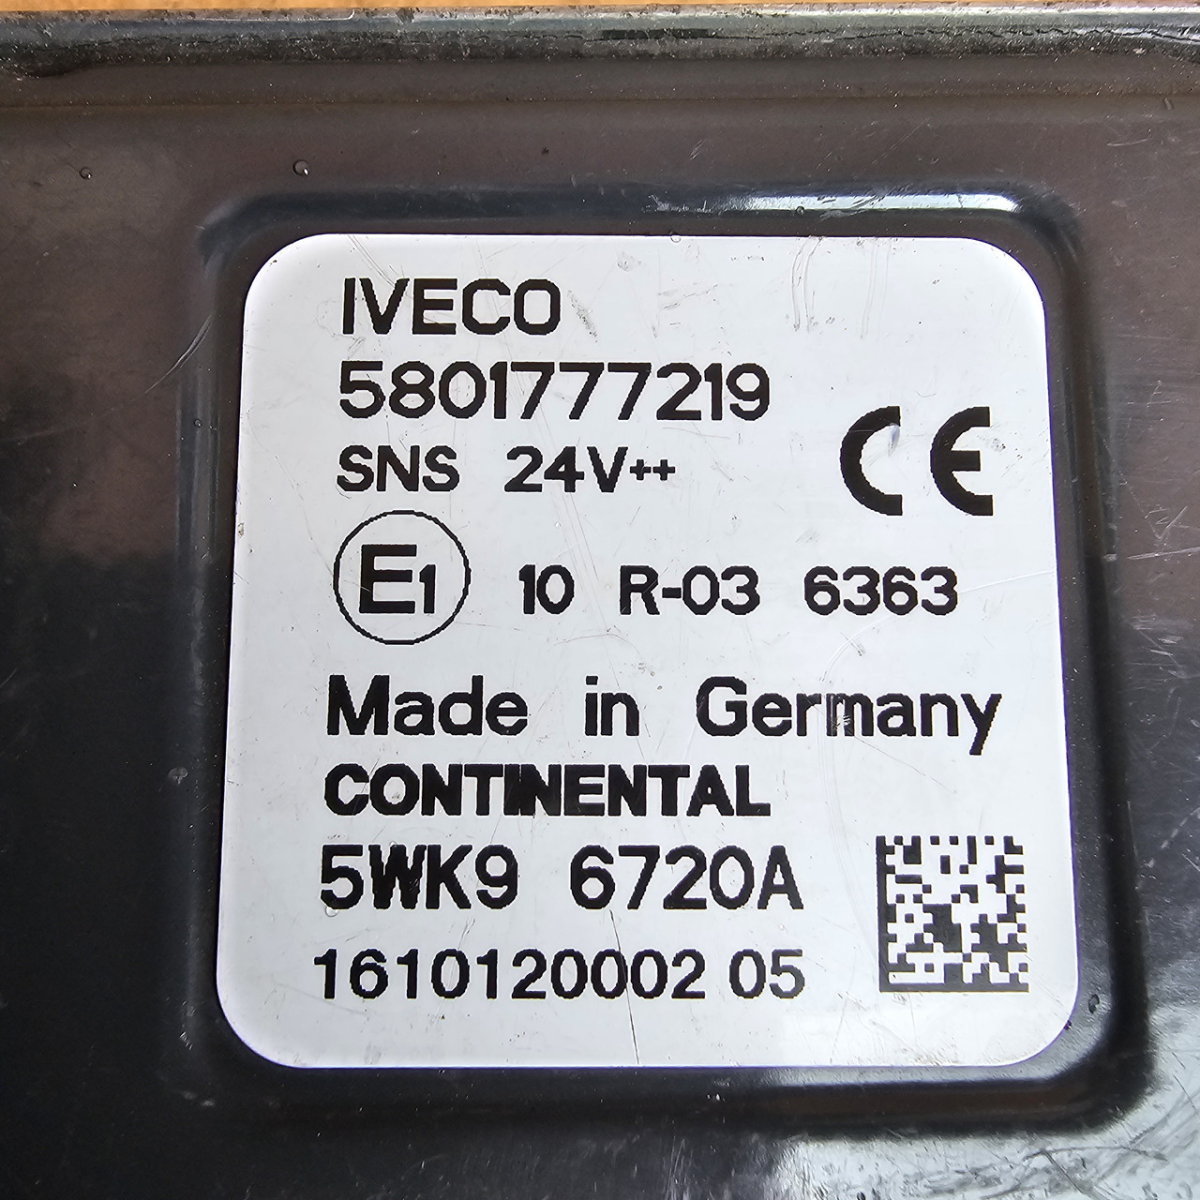 IVECO
5801777219
SNS 24V++
CE
E1 10 R-03 6363
Made in Germany
CONTINENTAL
5WK9 6720A
1610120002 05